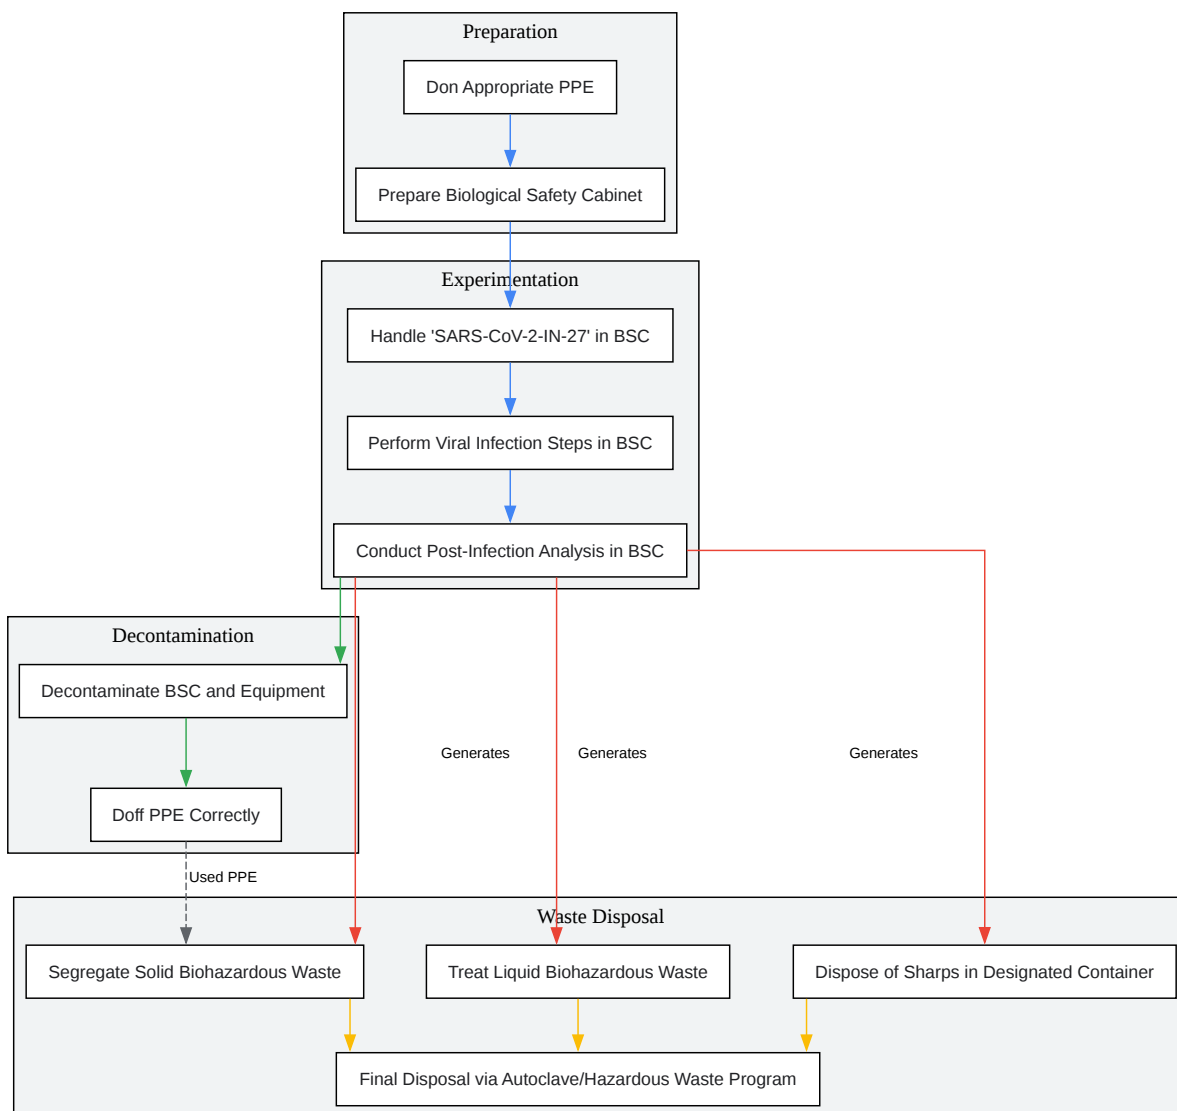 Preparation
Don Appropriate PPE
Prepare Biological Safety Cabinet
Experimentation
Handle 'SARS-CoV-2-IN-27' in BSC
Perform Viral Infection Steps in BSC
Conduct Post-Infection Analysis in BSC
Decontamination
Decontaminate BSC and Equipment
Generates
Generates
Generates
Doff PPE Correctly
Used PPE
Waste Disposal
Segregate Solid Biohazardous Waste
Treat Liquid Biohazardous Waste
Dispose of Sharps in Designated Container
Final Disposal via Autoclave/Hazardous Waste Program